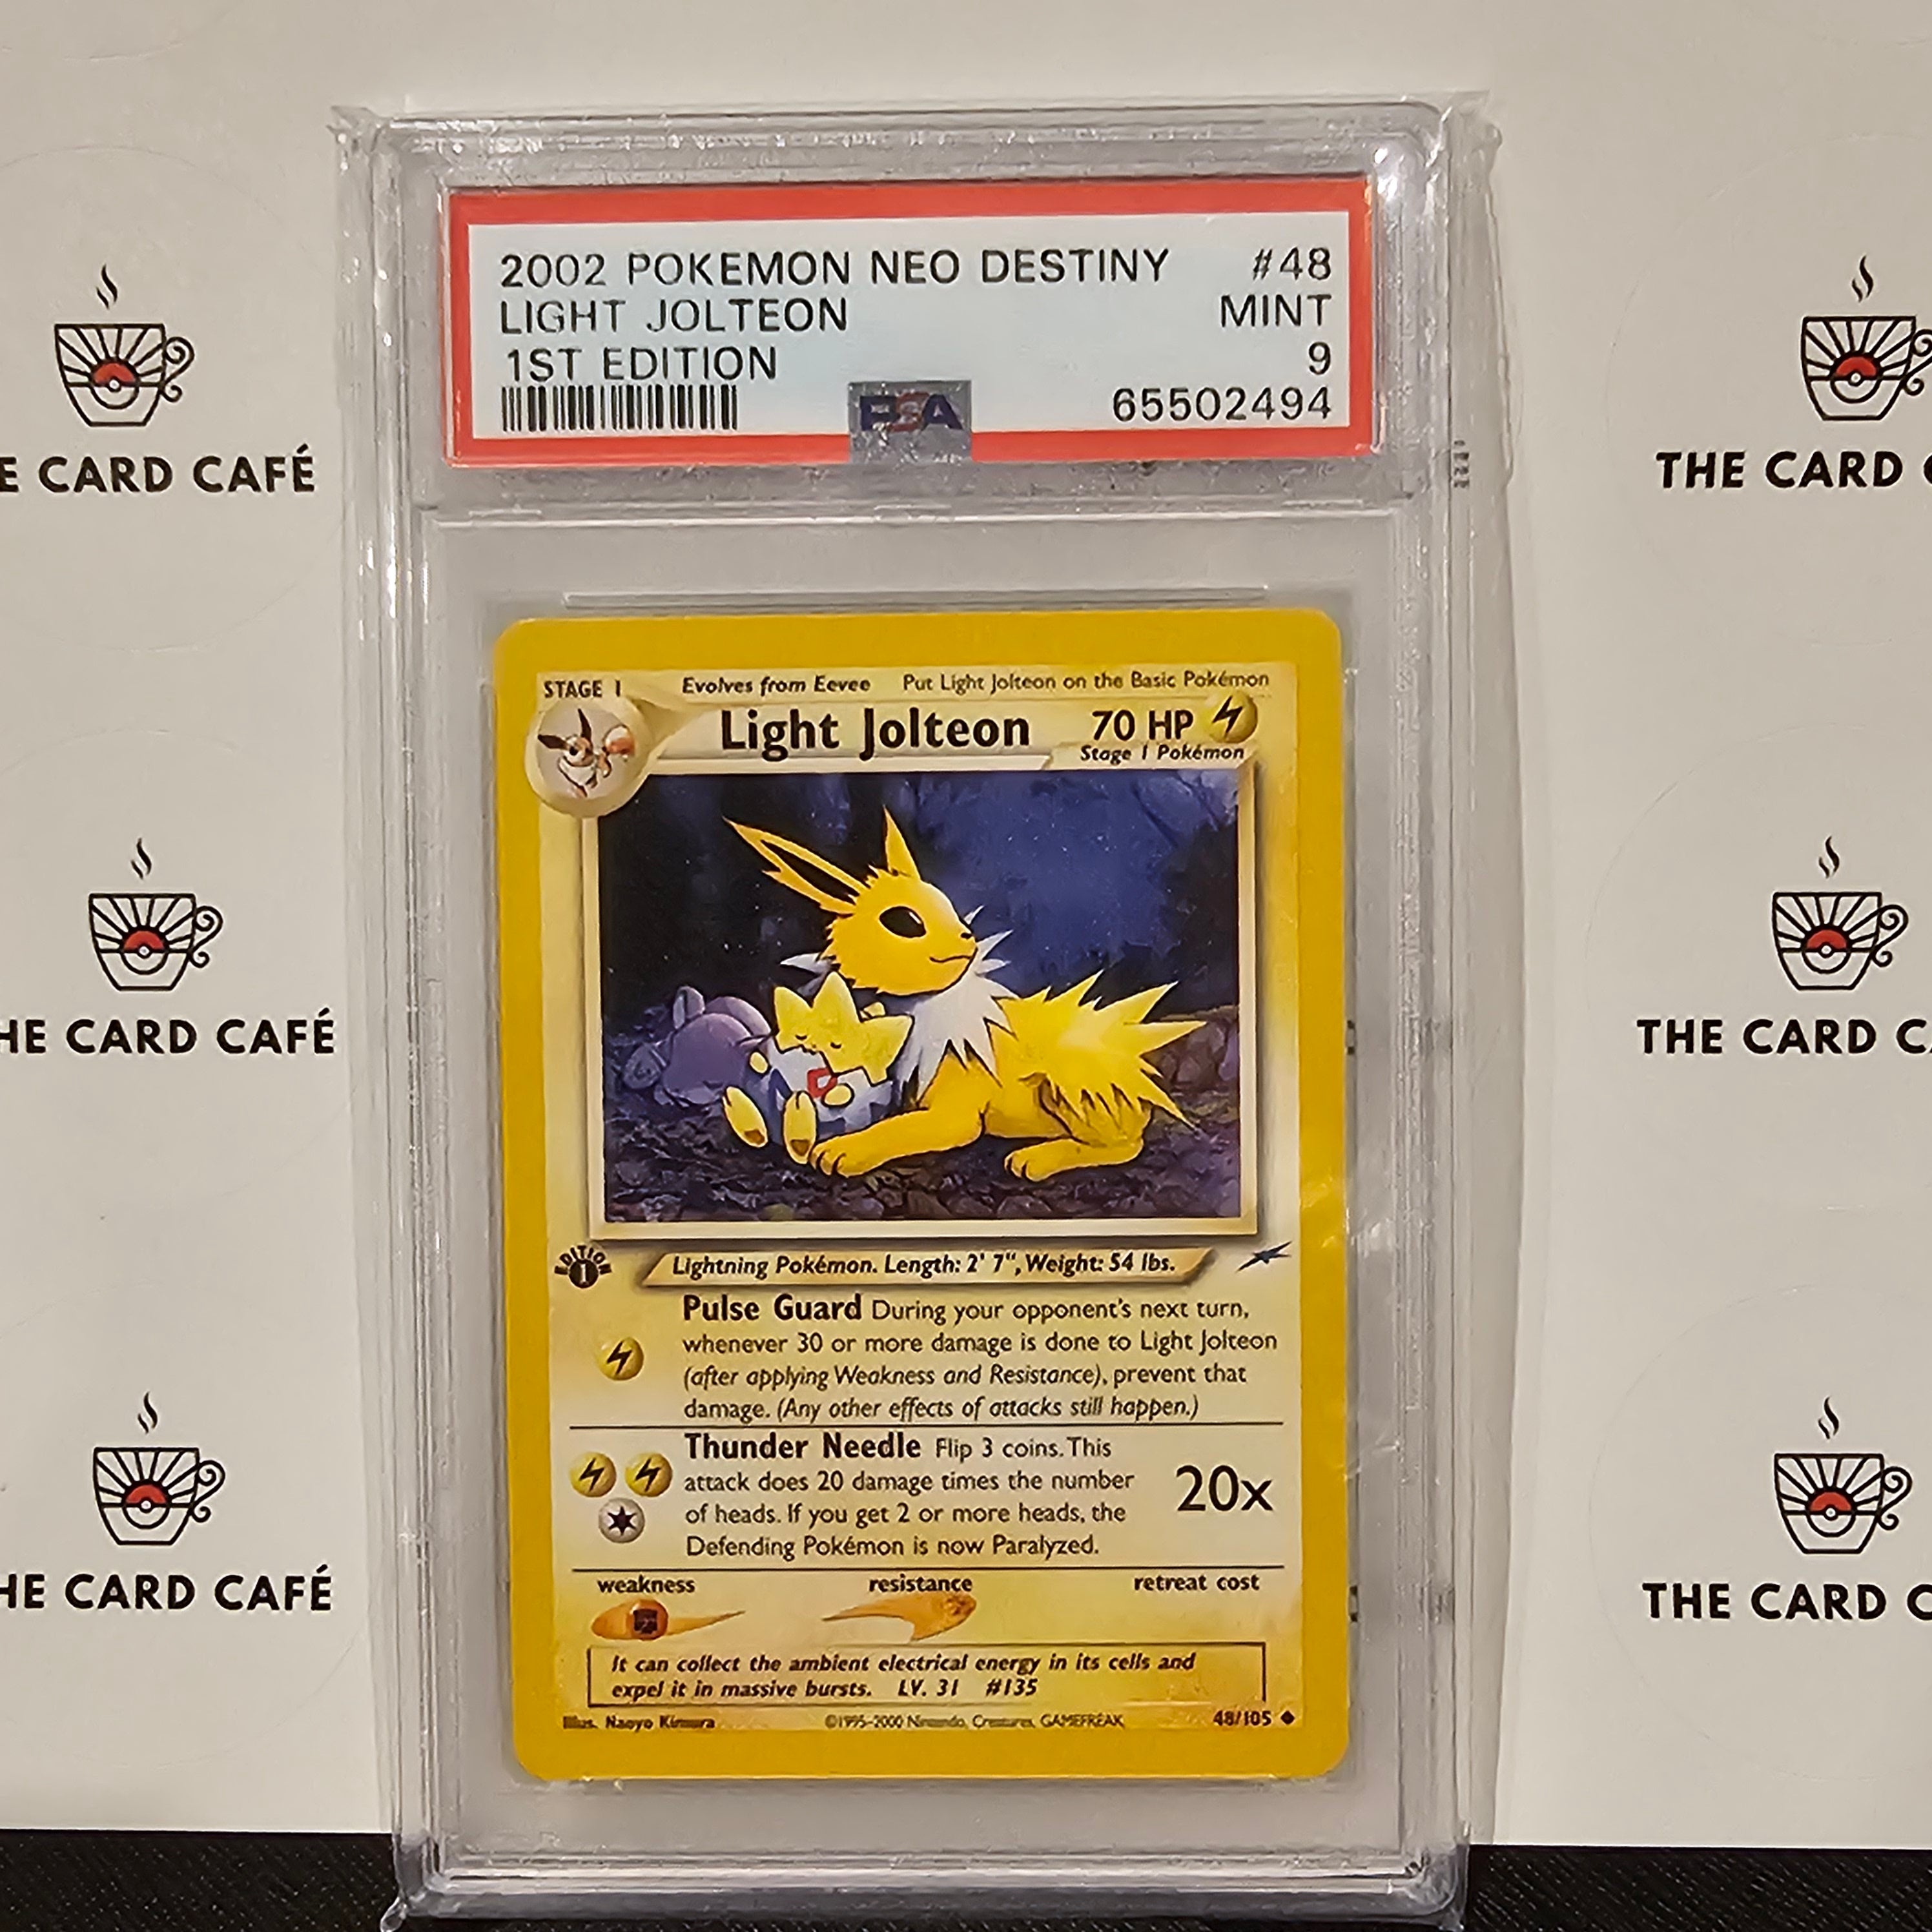 2002 POKEMON NEO DESTINY #48
LIGHT JOLTEON MINT
1ST EDITION 9
PSA 65502494
E CARD CAFÉ
THE CARD C
HE CARD CAFÉ
THE CARD C
HE CARD CAFÉ
THE CARD C
STAGE 1 Evolves from Eevee Put Light Jolteon on the Basic Pokémon
Light Jolteon 70 HP
Stage 1 Pokémon
EDITION
1
Lightning Pokémon. Length: 2' 7", Weight: 54 lbs.
Pulse Guard During your opponent's next turn,
whenever 30 or more damage is done to Light Jolteon
(after applying Weakness and Resistance), prevent that
damage. (Any other effects of attacks still happen.)
Thunder Needle Flip 3 coins. This
attack does 20 damage times the number
of heads. If you get 2 or more heads, the
Defending Pokémon is now Paralyzed.
20x
weakness resistance retreat cost
It can collect the ambient electrical energy in its cells and
expel it in massive bursts. LV. 31 #135
Illus. Naoyo Kimura ©1995-2000 Nintendo, Creatures, GAMEFREAK 48/105